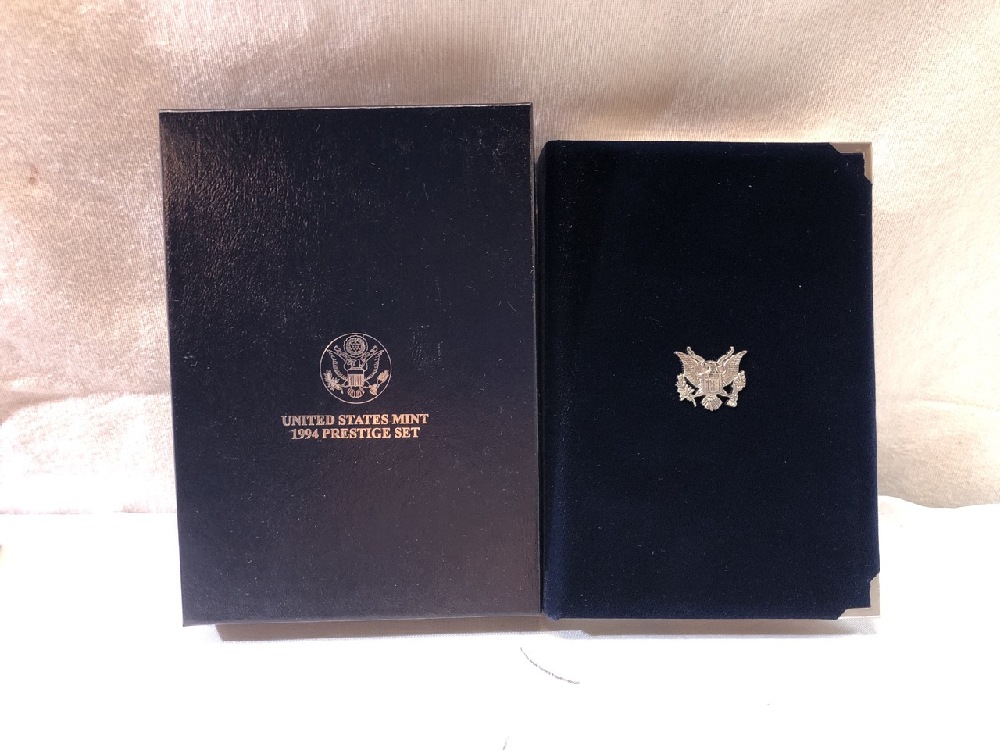 UNITED STATES MINT
1994 PRESTIGE SET